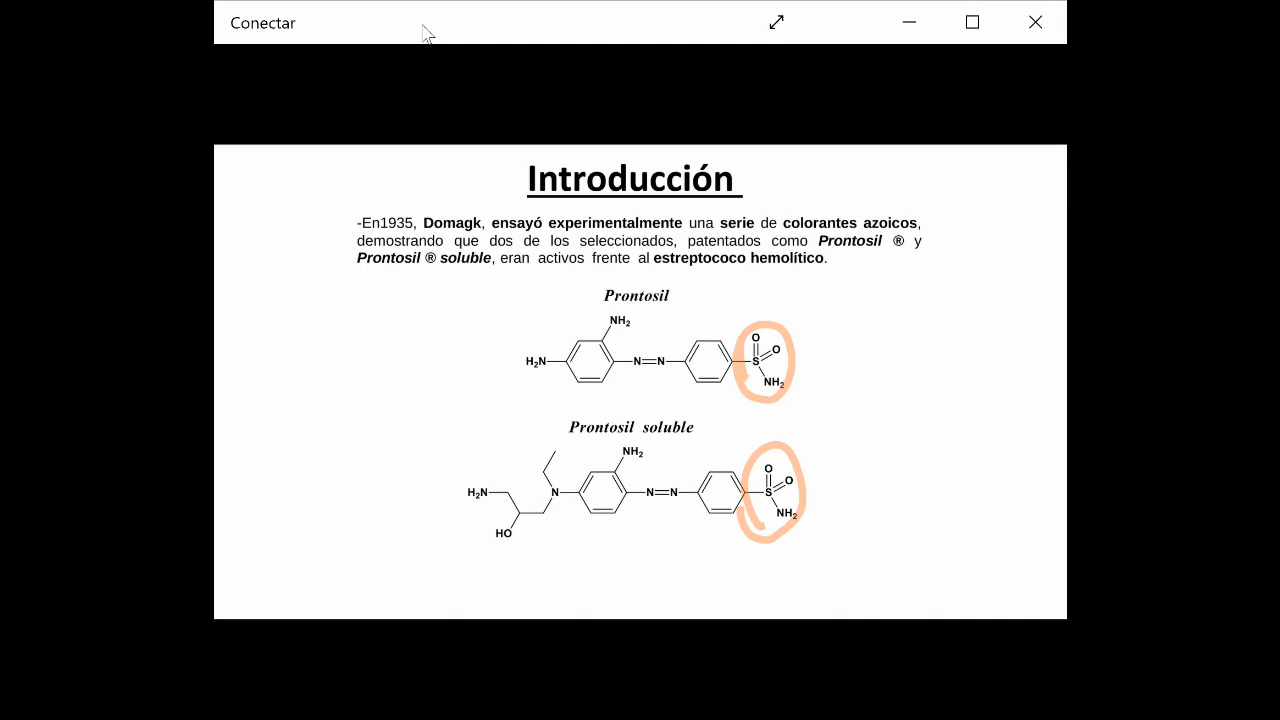 Conectar
Introducción
-En1935, Domagk, ensayó experimentalmente una serie de colorantes azoicos,
demostrando que dos de los seleccionados, patentados como Prontosil ® y
Prontosil ® soluble, eran activos frente al estreptococo hemolítico.
Prontosil
NH2
O
H2N N N S O
NH2
Prontosil soluble
NH2
O
H2N N N N S O
NH2
HO